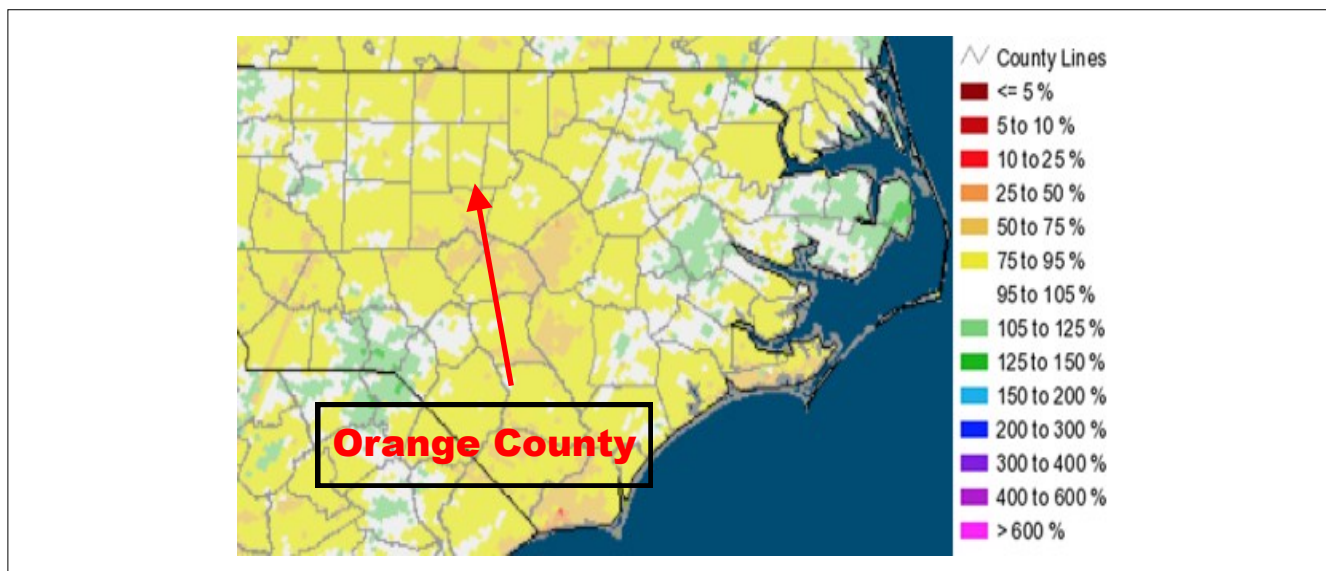 County Lines
<= 5 %
5 to 10 %
10 to 25 %
25 to 50 %
50 to 75 %
75 to 95 %
95 to 105 %
105 to 125 %
125 to 150 %
150 to 200 %
200 to 300 %
300 to 400 %
400 to 600 %
> 600 %
Orange County